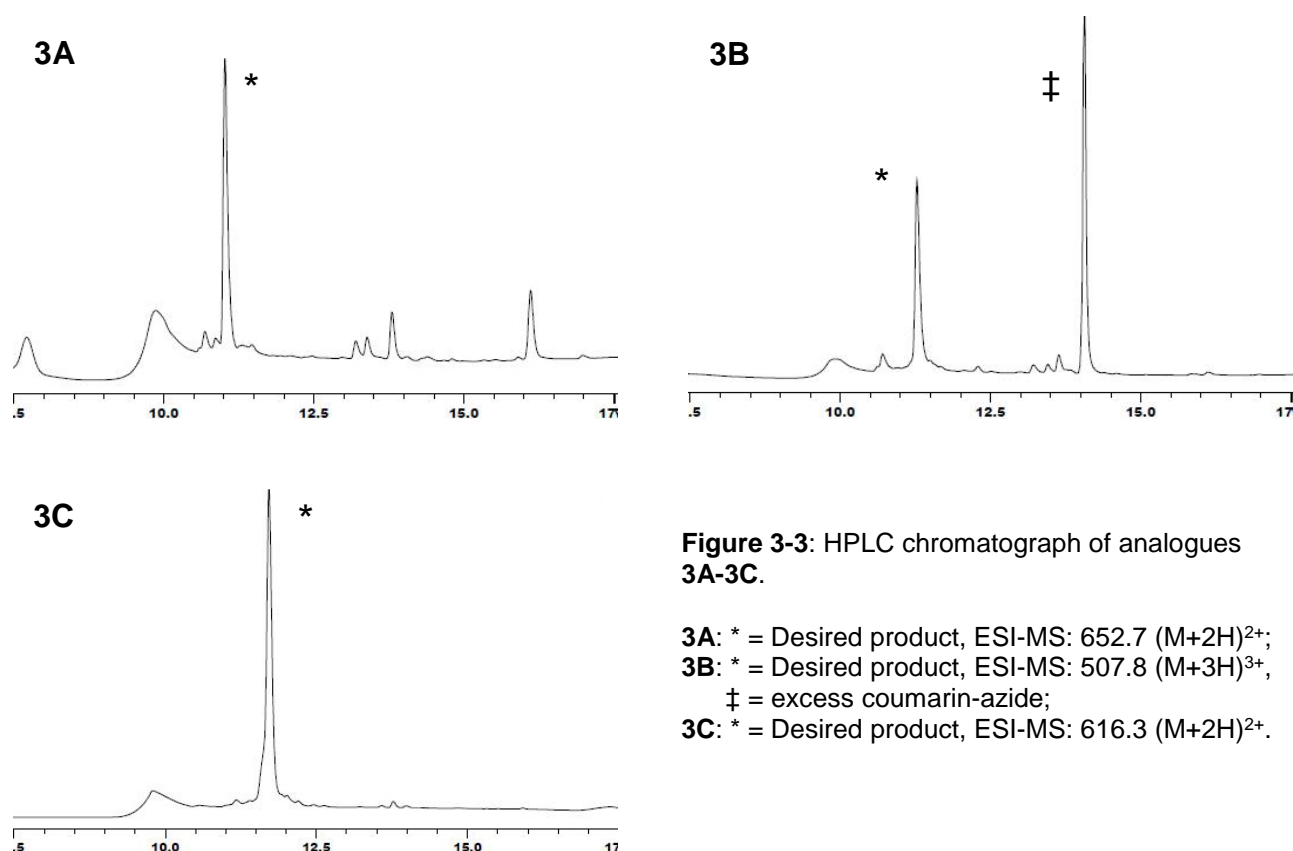 3A
*
.5 10.0 12.5 15.0 17
3B
‡
*
.5 10.0 12.5 15.0 17
3C
*
.5 10.0 12.5 15.0 17
Figure 3-3: HPLC chromatograph of analogues
3A-3C.
3A: * = Desired product, ESI-MS: 652.7 (M+2H)²⁺;
3B: * = Desired product, ESI-MS: 507.8 (M+3H)³⁺,
‡ = excess coumarin-azide;
3C: * = Desired product, ESI-MS: 616.3 (M+2H)²⁺.